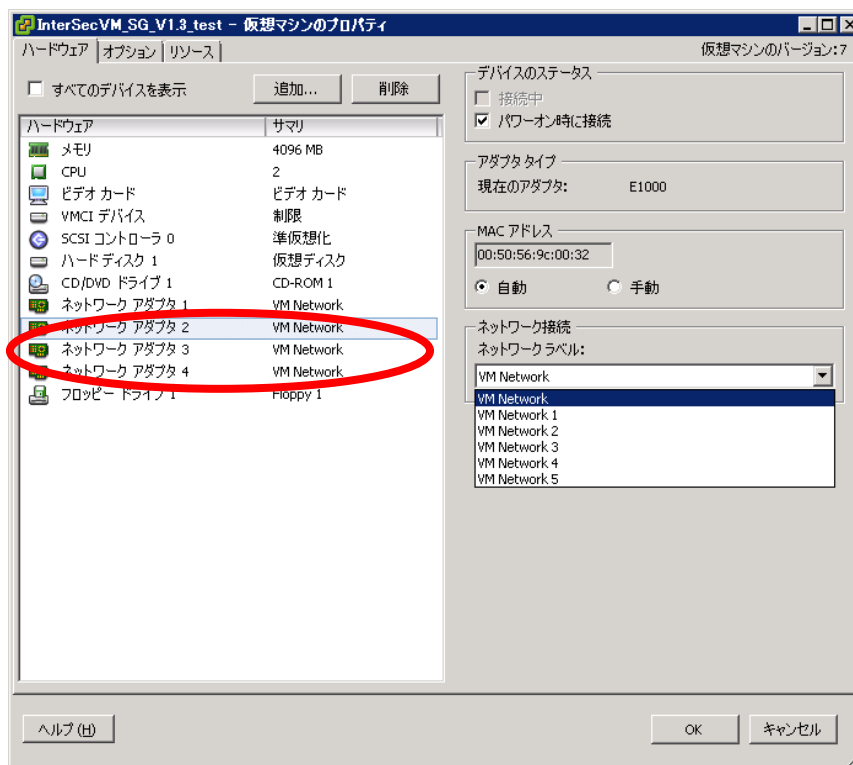 InterSecVM_SG_V1.3_test - 仮想マシンのプロパティ
ハードウェア オプション リソース 仮想マシンのバージョン:7
すべてのデバイスを表示 追加... 削除
ハードウェア サマリ
メモリ 4096 MB
CPU 2
ビデオ カード ビデオ カード
VMCI デバイス 制限
SCSI コントローラ 0 準仮想化
ハード ディスク 1 仮想ディスク
CD/DVD ドライブ 1 CD-ROM 1
ネットワーク アダプタ 1 VM Network
ネットワーク アダプタ 2 VM Network
ネットワーク アダプタ 3 VM Network
ネットワーク アダプタ 4 VM Network
フロッピー ドライブ 1 Floppy 1
デバイスのステータス
接続中
パワーオン時に接続
アダプタ タイプ
現在のアダプタ: E1000
MAC アドレス
00:50:56:9c:00:32
自動 手動
ネットワーク接続
ネットワーク ラベル:
VM Network
VM Network
VM Network 1
VM Network 2
VM Network 3
VM Network 4
VM Network 5
ヘルプ (H) OK キャンセル